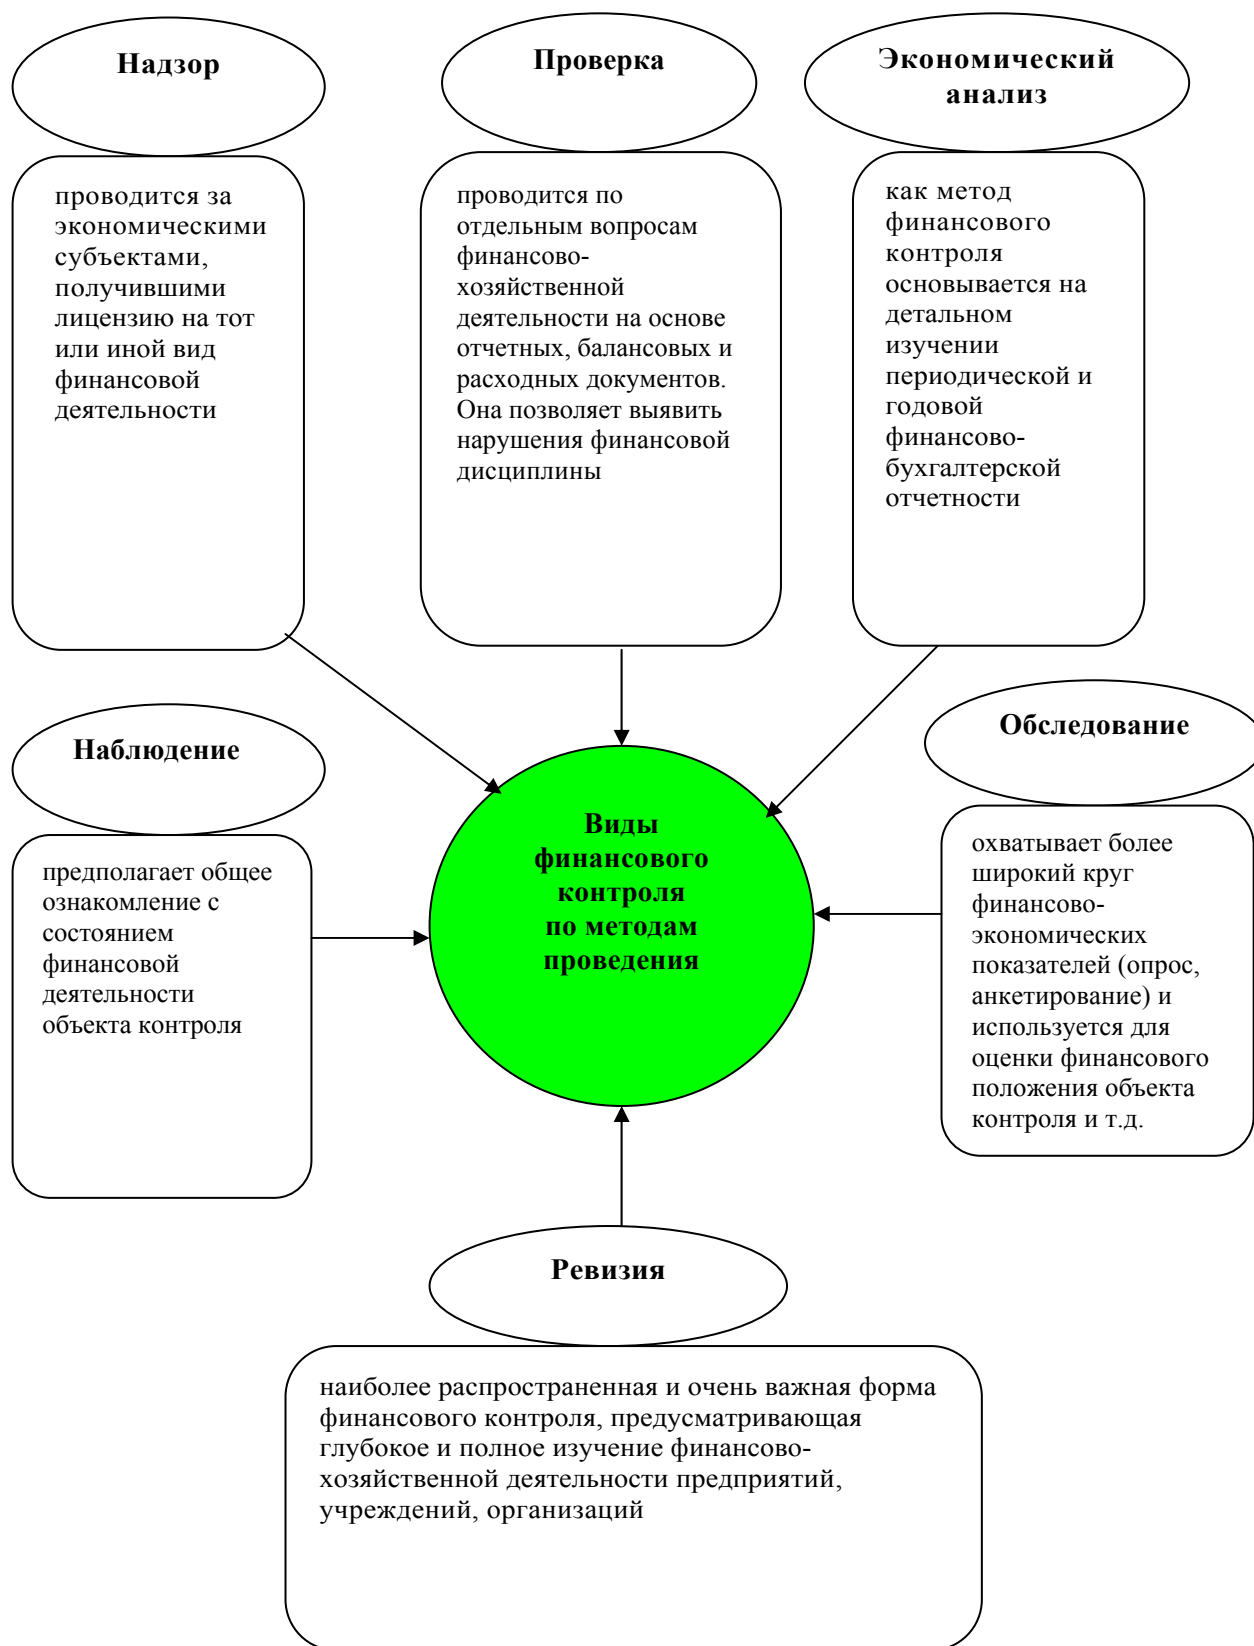 Надзор
проводится за
экономическими
субъектами,
получившими
лицензию на тот
или иной вид
финансовой
деятельности
Проверка
проводится по
отдельным вопросам
финансово-
хозяйственной
деятельности на основе
отчетных, балансовых и
расходных документов.
Она позволяет выявить
нарушения финансовой
дисциплины
Экономический
анализ
как метод
финансового
контроля
основывается на
детальном
изучении
периодической и
годовой
финансово-
бухгалтерской
отчетности
Наблюдение
предполагает общее
ознакомление с
состоянием
финансовой
деятельности
объекта контроля
Виды
финансового
контроля
по методам
проведения
Обследование
охватывает более
широкий круг
финансово-
экономических
показателей (опрос,
анкетирование) и
используется для
оценки финансового
положения объекта
контроля и т.д.
Ревизия
наиболее распространенная и очень важная форма
финансового контроля, предусматривающая
глубокое и полное изучение финансово-
хозяйственной деятельности предприятий,
учреждений, организаций